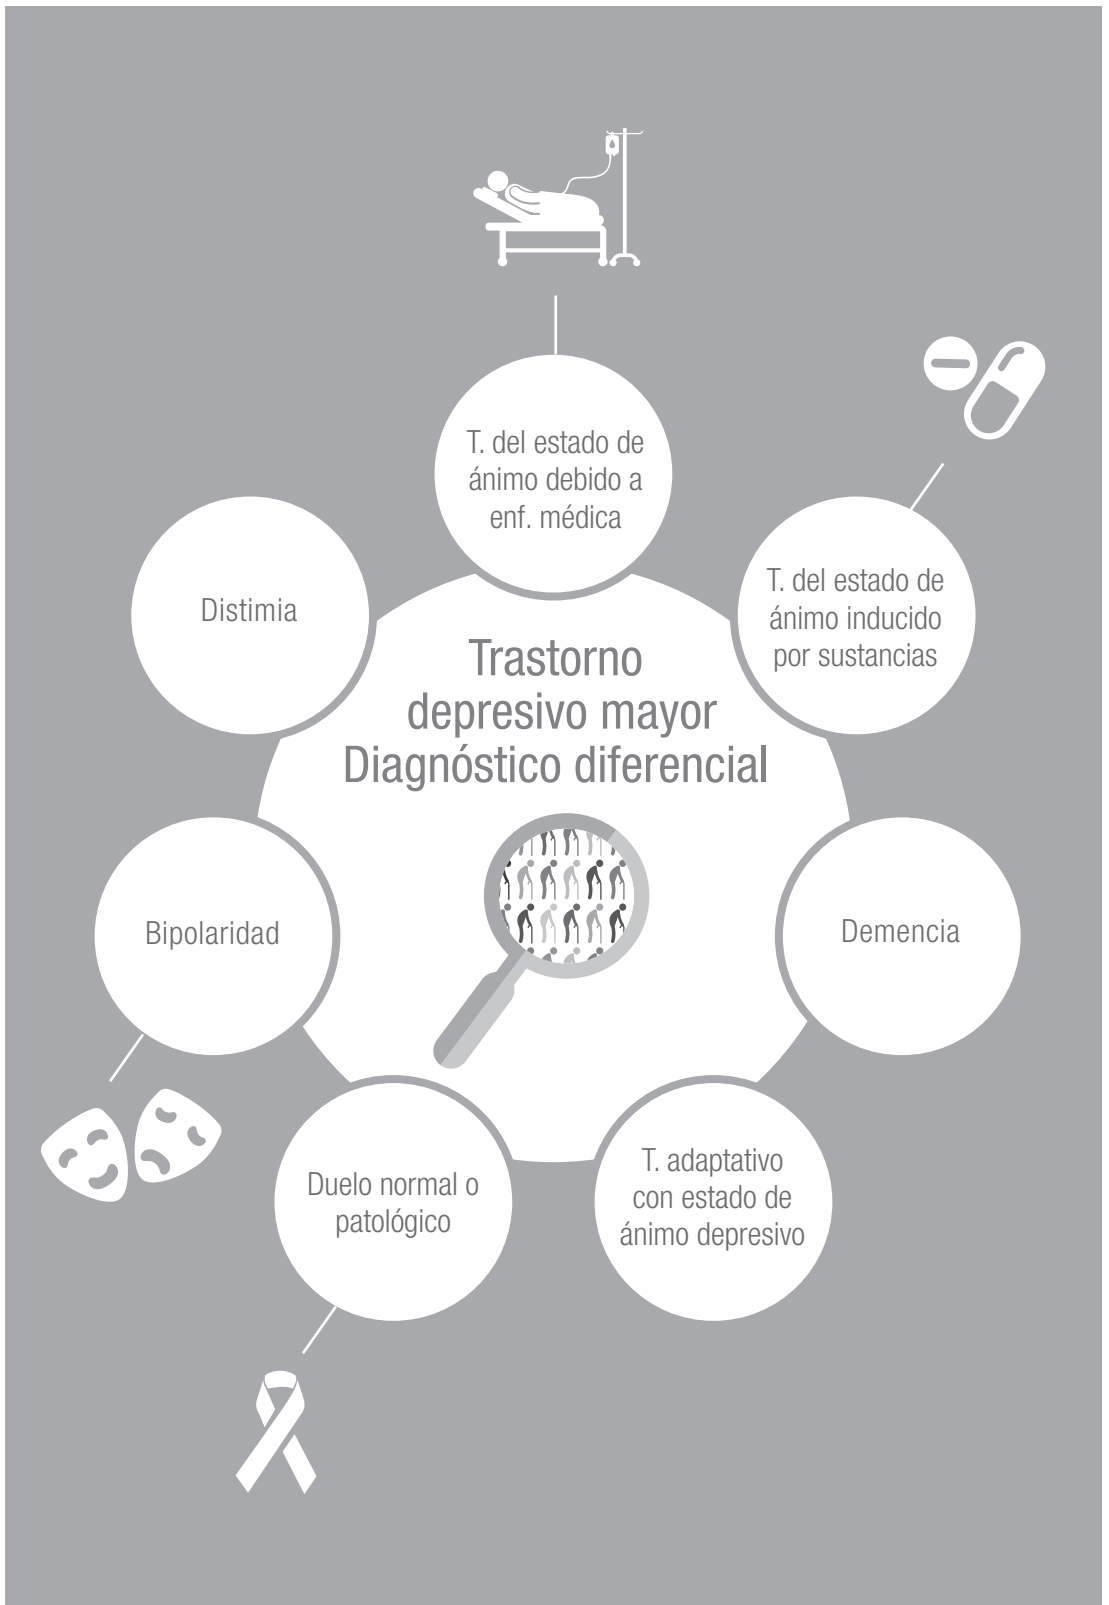 T. del estado de
ánimo debido a
enf. médica
T. del estado de
ánimo inducido
por sustancias
Distimia
Trastorno
depresivo mayor
Diagnóstico diferencial
Bipolaridad
Demencia
Duelo normal o
patológico
T. adaptativo
con estado de
ánimo depresivo